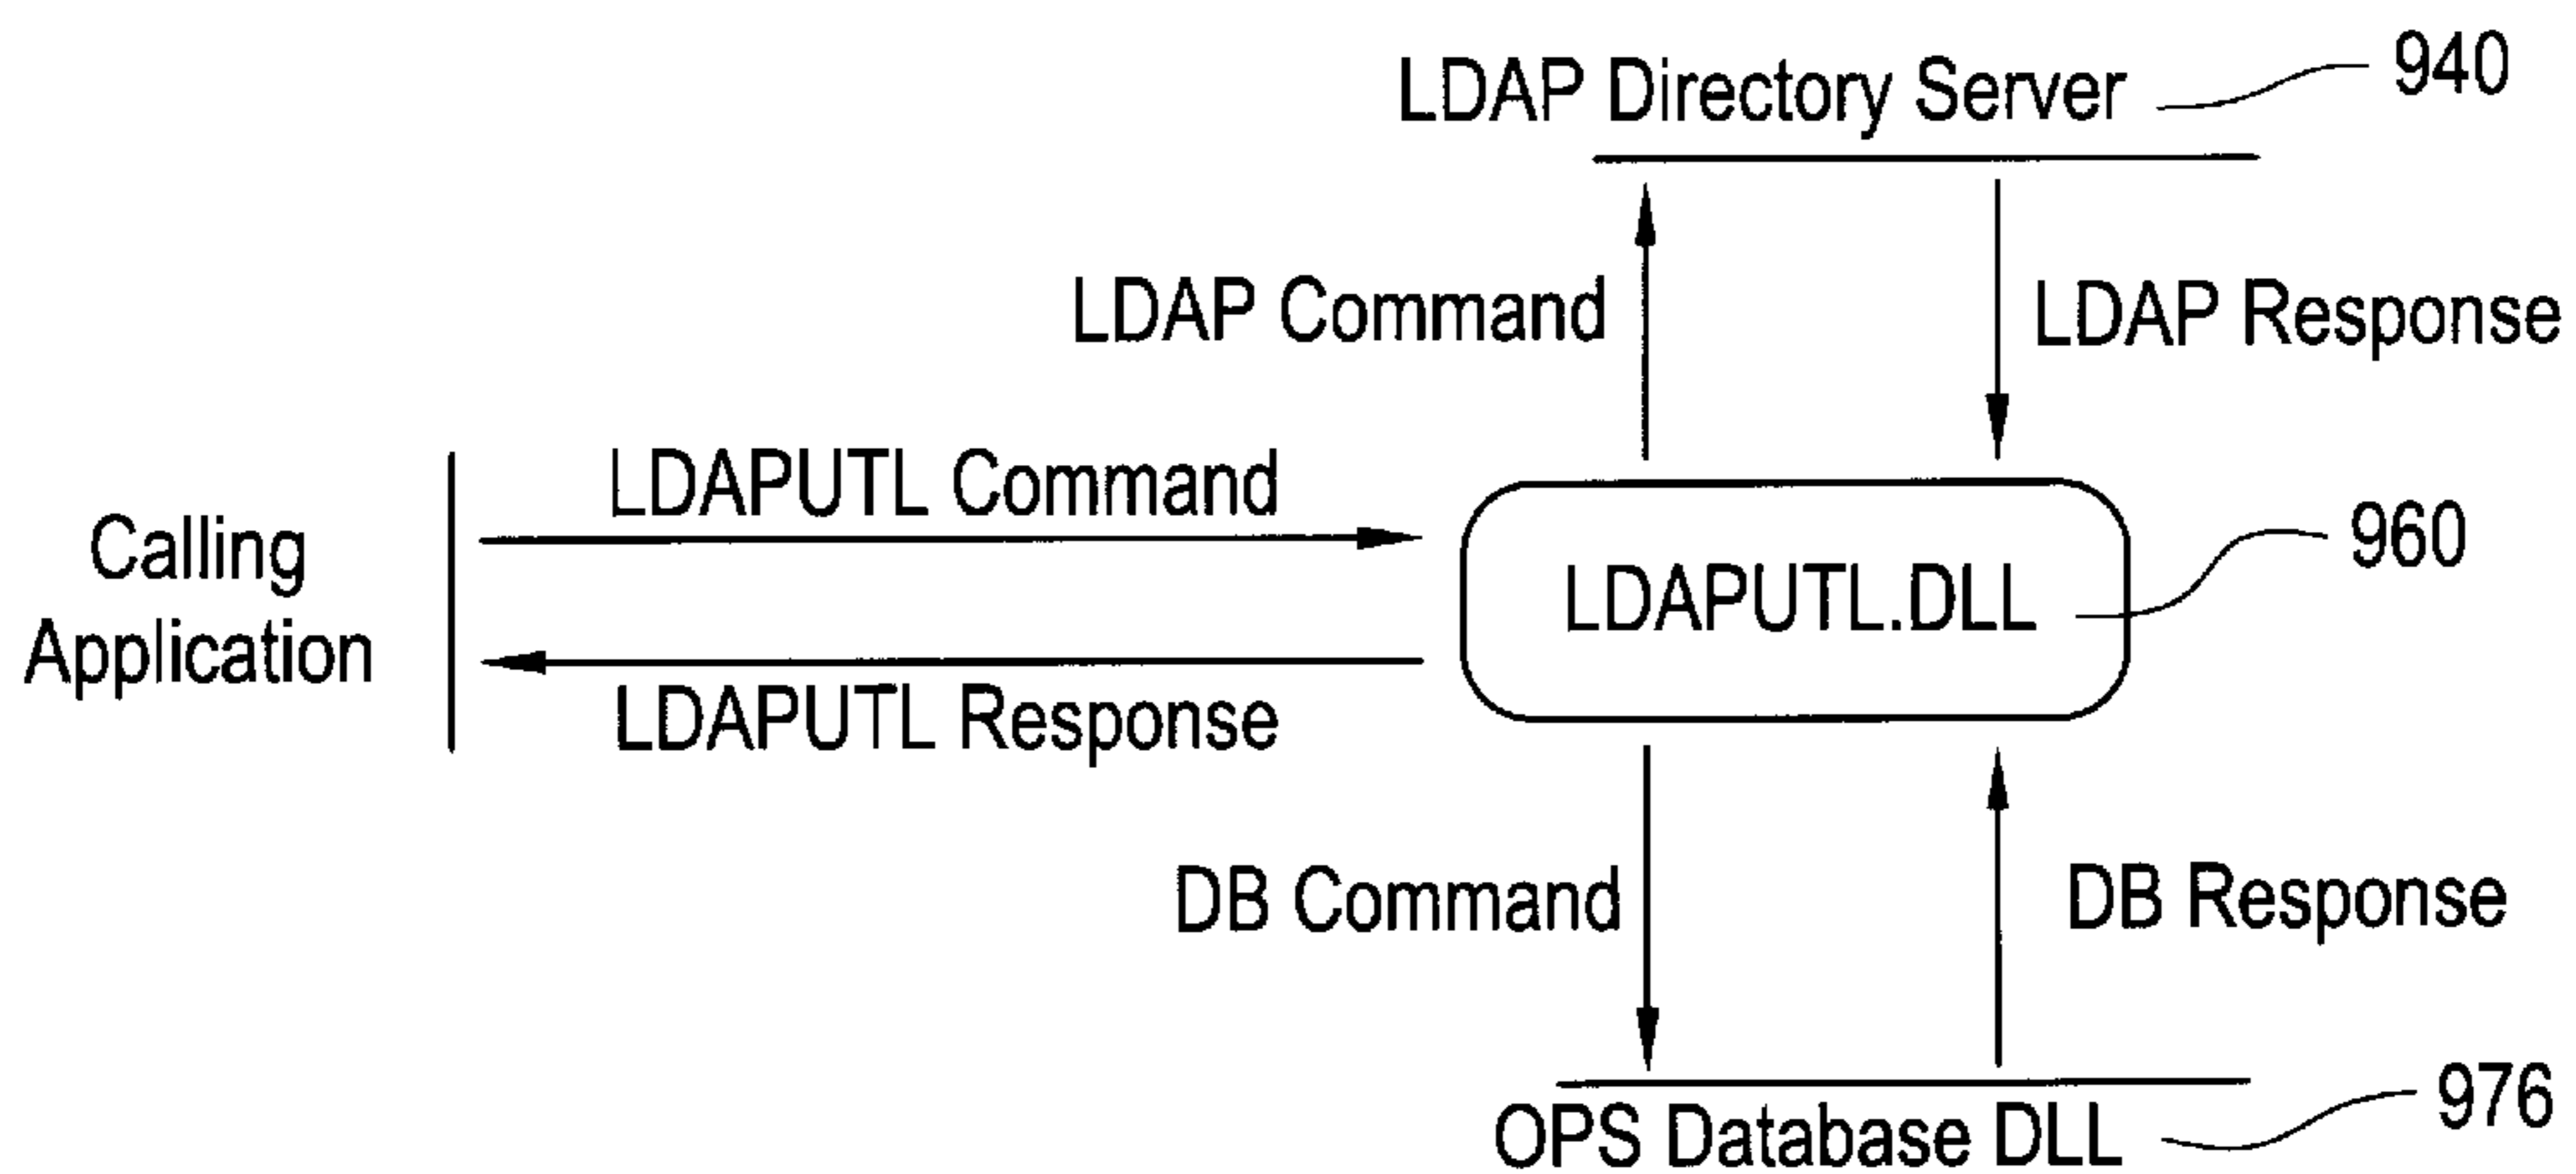 LDAP Directory Server
940
LDAP Command
LDAP Response
Calling
Application
LDAPUTL Command
LDAPUTL Response
LDAPUTL.DLL
960
DB Command
DB Response
OPS Database DLL
976